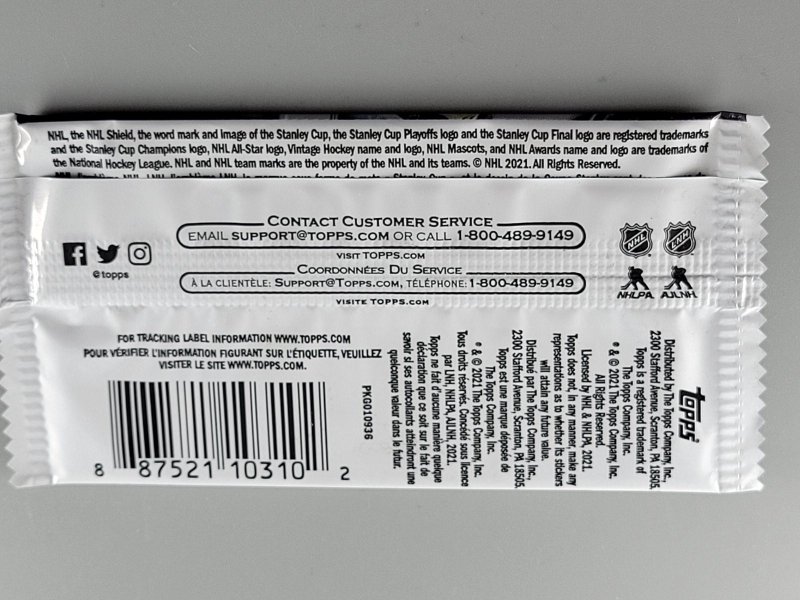 NHL, the NHL Shield, the word mark and image of the Stanley Cup, the Stanley Cup Playoffs logo and the Stanley Cup Final logo are registered trademarks
and the Stanley Cup Champions logo, NHL All-Star logo, Vintage Hockey name and logo, NHL Mascots, and NHL Awards name and logo are trademarks of
the National Hockey League. NHL and NHL team marks are the property of the NHL and its teams. © NHL 2021. All Rights Reserved.
CONTACT CUSTOMER SERVICE
EMAIL SUPPORT@TOPPS.COM OR CALL 1-800-489-9149
VISIT TOPPS.COM
COORDONNÉES DU SERVICE
À LA CLIENTÈLE: SUPPORT@TOPPS.COM, TÉLÉPHONE: 1-800-489-9149
VISITE TOPPS.COM
@topps
NHL
LNH
NHLPA
AJLNH
FOR TRACKING LABEL INFORMATION WWW.TOPPS.COM
POUR VÉRIFIER L'INFORMATION FIGURANT SUR L'ÉTIQUETTE, VEUILLEZ
VISITER LE SITE WWW.TOPPS.COM.
8 87521 10310 2
PKG010936
topps
Distributed by The Topps Company, Inc.,
2300 Stafford Avenue, Scranton, PA 18505.
Topps is a registered trademark of
The Topps Company, Inc.
® & © 2021 The Topps Company, Inc.
All Rights Reserved.
Licensed by NHL & NHLPA, 2021.
Topps does not, in any manner, make any
representations as to whether its stickers
will attain any future value.
Distribué par The Topps Company, Inc.,
2300 Stafford Avenue, Scranton, PA 18505.
Topps est une marque déposée de
The Topps Company, Inc.
® & © 2021 The Topps Company, Inc.
Tous droits réservés. Concédé sous licence
par LNH, NHLPA, AJLNH, 2021.
Topps ne fait d'aucune manière quelque
déclaration que ce soit sur le fait de
savoir si ses autocollants atteindront une
quelconque valeur dans le futur.